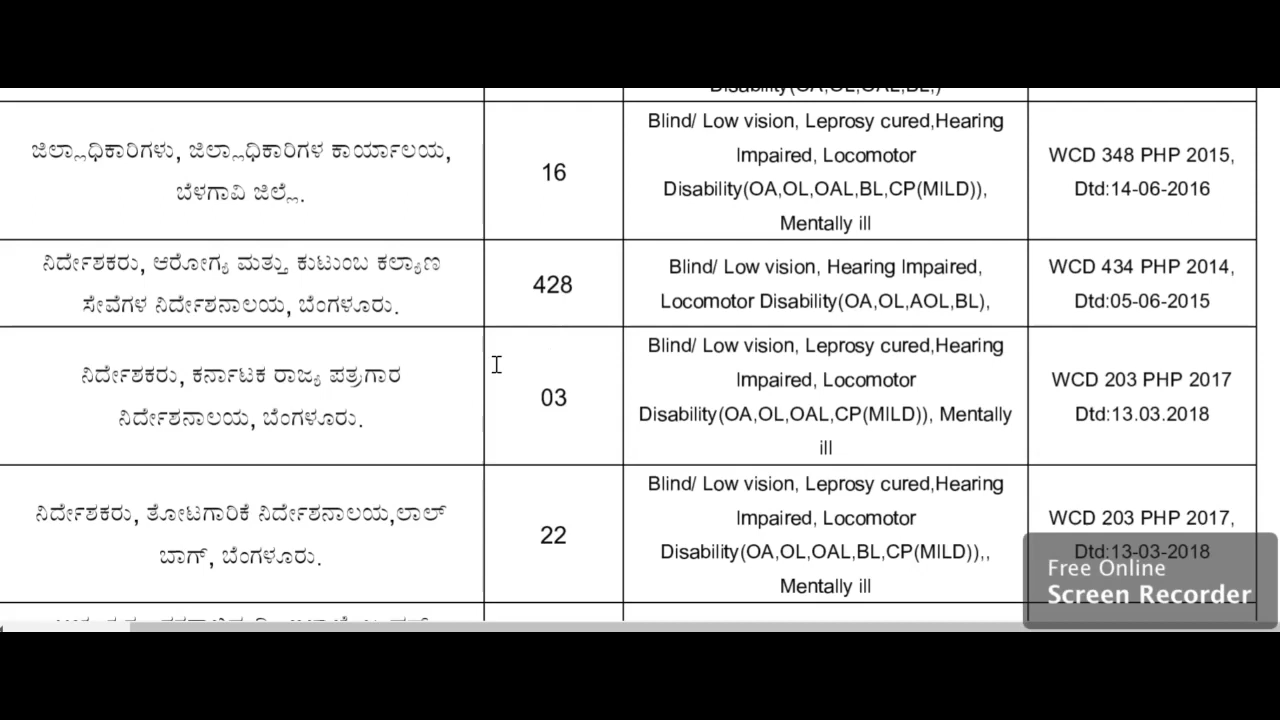 Disability(OA,OL,OAL,BL,)
ಜಿಲ್ಲಾಧಿಕಾರಿಗಳು, ಜಿಲ್ಲಾಧಿಕಾರಿಗಳ ಕಾರ್ಯಾಲಯ,
ಬೆಳಗಾವಿ ಜಿಲ್ಲೆ.
16
Blind/ Low vision, Leprosy cured,Hearing
Impaired, Locomotor
Disability(OA,OL,OAL,BL,CP(MILD)),
Mentally ill
WCD 348 PHP 2015,
Dtd:14-06-2016
ನಿರ್ದೇಶಕರು, ಆರೋಗ್ಯ ಮತ್ತು ಕುಟುಂಬ ಕಲ್ಯಾಣ
ಸೇವೆಗಳ ನಿರ್ದೇಶನಾಲಯ, ಬೆಂಗಳೂರು.
428
Blind/ Low vision, Hearing Impaired,
Locomotor Disability(OA,OL,AOL,BL),
WCD 434 PHP 2014,
Dtd:05-06-2015
ನಿರ್ದೇಶಕರು, ಕರ್ನಾಟಕ ರಾಜ್ಯ ಪತ್ರಗಾರ
ನಿರ್ದೇಶನಾಲಯ, ಬೆಂಗಳೂರು.
03
Blind/ Low vision, Leprosy cured,Hearing
Impaired, Locomotor
Disability(OA,OL,OAL,CP(MILD)), Mentally
ill
WCD 203 PHP 2017
Dtd:13.03.2018
ನಿರ್ದೇಶಕರು, ತೋಟಗಾರಿಕೆ ನಿರ್ದೇಶನಾಲಯ,ಲಾಲ್
ಬಾಗ್, ಬೆಂಗಳೂರು.
22
Blind/ Low vision, Leprosy cured,Hearing
Impaired, Locomotor
Disability(OA,OL,OAL,BL,CP(MILD)),,
Mentally ill
WCD 203 PHP 2017,
Dtd:13-03-2018
Free Online
Screen Recorder